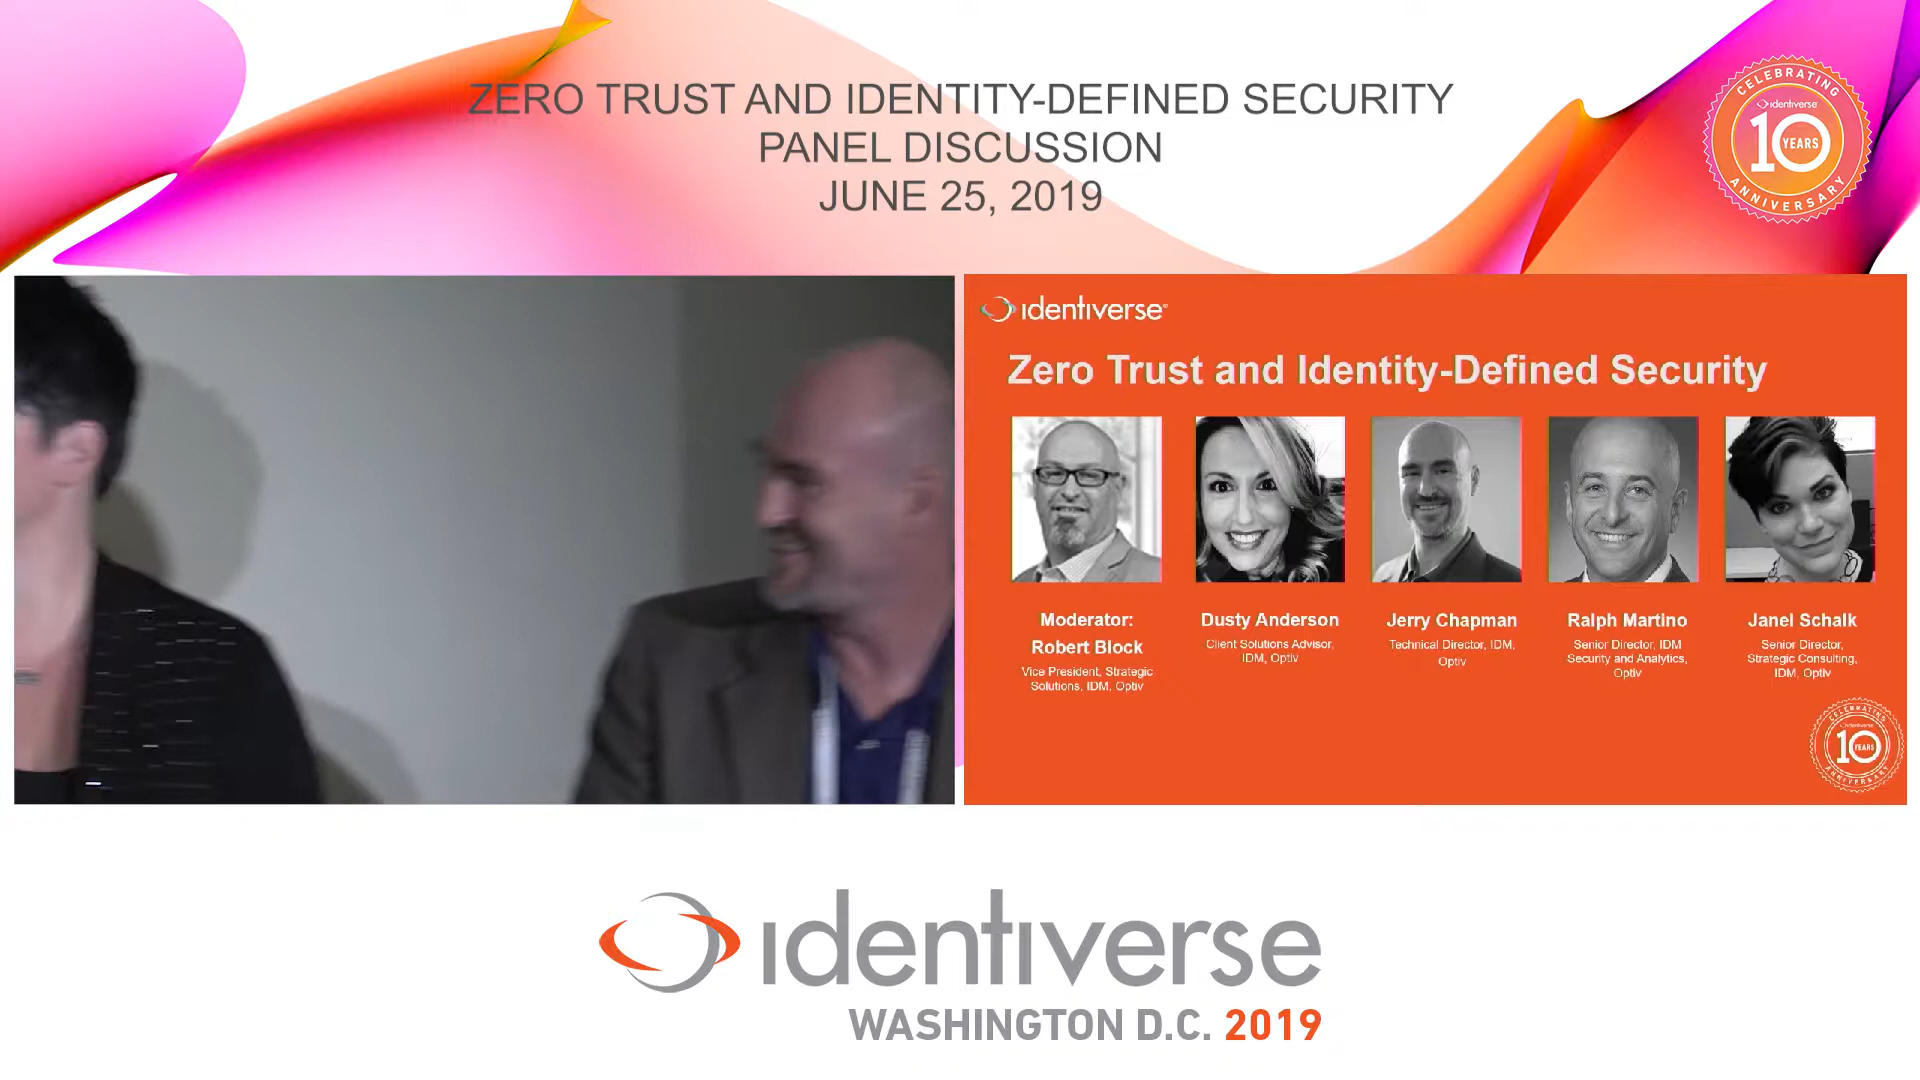 ZERO TRUST AND IDENTITY-DEFINED SECURITY
PANEL DISCUSSION
JUNE 25, 2019
CELEBRATING
identiverse
10 YEARS
ANNIVERSARY
identiverse
Zero Trust and Identity-Defined Security
Moderator:
Robert Block
Vice President, Strategic
Solutions, IDM, Optiv
Dusty Anderson
Client Solutions Advisor,
IDM, Optiv
Jerry Chapman
Technical Director, IDM,
Optiv
Ralph Martino
Senior Director, IDM
Security and Analytics,
Optiv
Janel Schalk
Senior Director,
Strategic Consulting,
IDM, Optiv
CELEBRATING
identiverse
10 YEARS
ANNIVERSARY
identiverse
WASHINGTON D.C. 2019